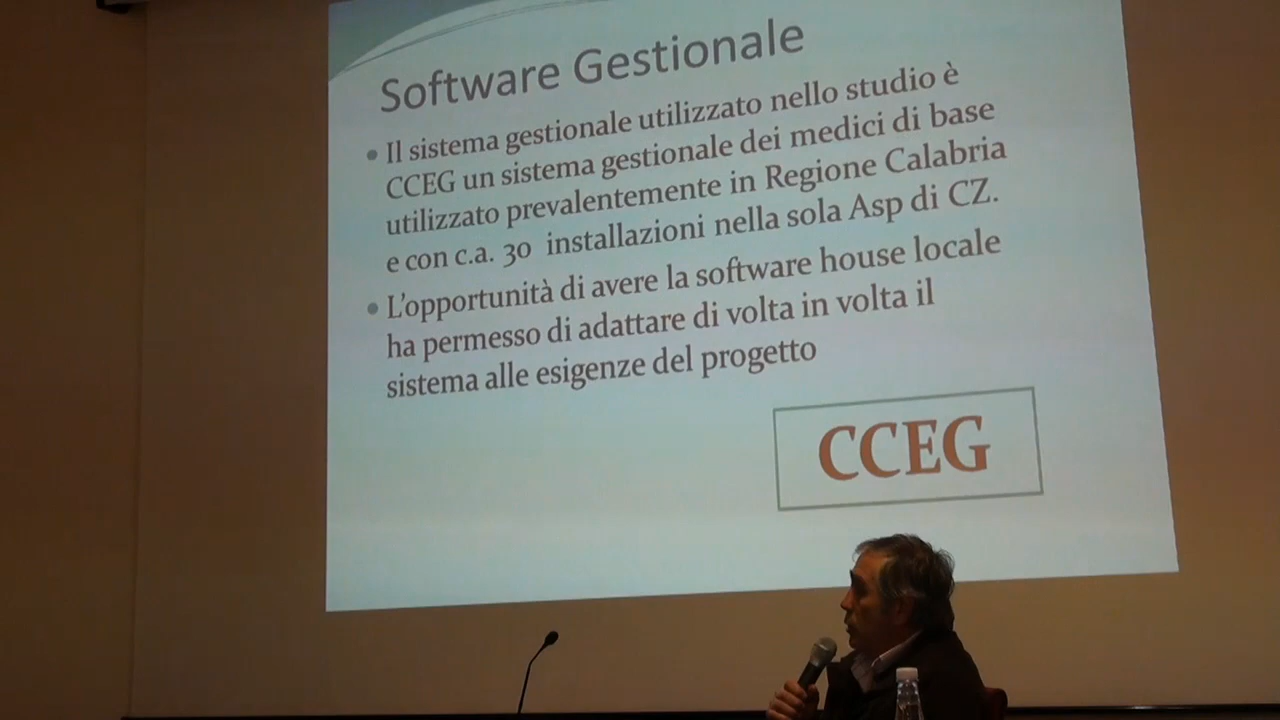 Software Gestionale
• Il sistema gestionale utilizzato nello studio è
CCEG un sistema gestionale dei medici di base
utilizzato prevalentemente in Regione Calabria
e con c.a. 30 installazioni nella sola Asp di CZ.
• L'opportunità di avere la software house locale
ha permesso di adattare di volta in volta il
sistema alle esigenze del progetto
CCEG